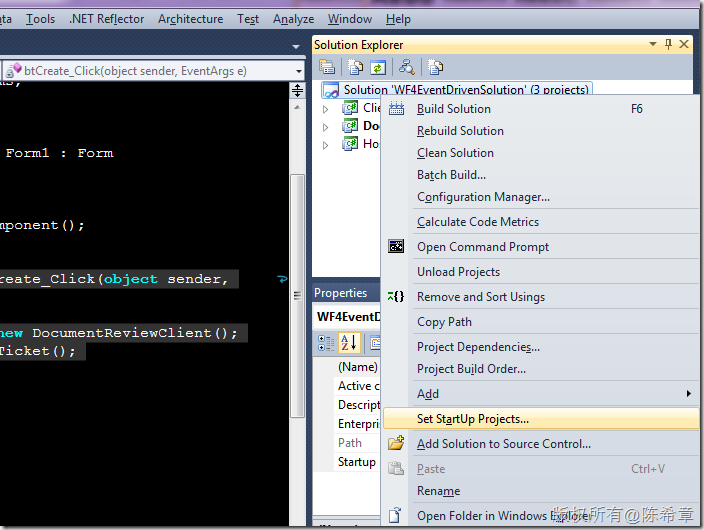 ata Tools .NET Reflector Architecture Test Analyze Window Help
btCreate_Click(object sender, EventArgs e)
Form1 : Form
mponent();
reate_Click(object sender,
new DocumentReviewClient();
Ticket();
Solution Explorer
Solution 'WF4EventDrivenSolution' (3 projects)
Clie
Do
Ho
Build Solution F6
Rebuild Solution
Clean Solution
Batch Build...
Configuration Manager...
Calculate Code Metrics
Open Command Prompt
Unload Projects
Remove and Sort Usings
Copy Path
Project Dependencies...
Project Build Order...
Add
Set StartUp Projects...
Add Solution to Source Control...
Paste Ctrl+V
Rename
Open Folder in Windows Explorer
Properties
WF4EventD
(Name)
Active c
Descript
Enterpri
Path
Startup
版权所有@陈希章